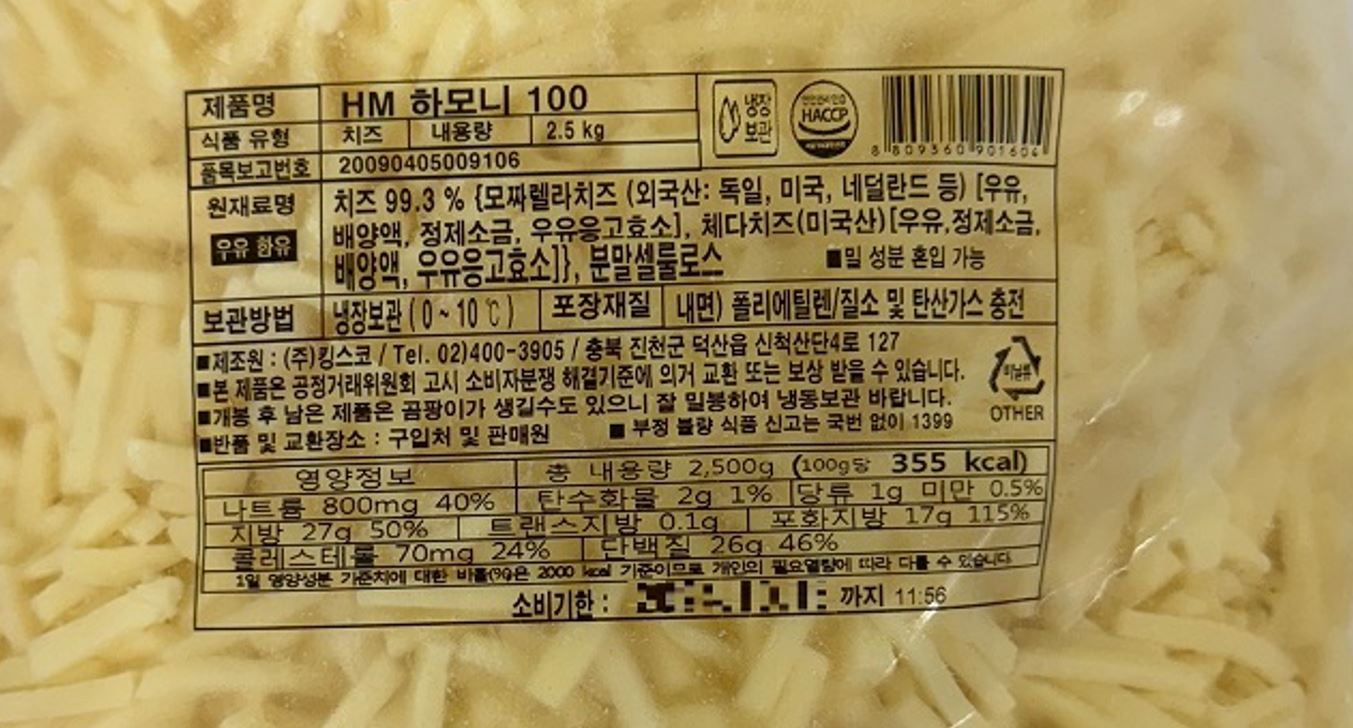 제품명 HM 하모니 100
식품 유형 치즈 내용량 2.5 kg
품목보고번호 20090405009106
냉장
보관
HACCP
8 809360 901604
원재료명 치즈 99.3 % {모짜렐라치즈 (외국산: 독일, 미국, 네덜란드 등) [우유,
우유 함유 배양액, 정제소금, 우유응고효소], 체다치즈(미국산)[우유,정제소금,
배양액, 우유응고효소]}, 분말셀룰로스 ■밀 성분 혼입 가능
보관방법 냉장보관 ( 0 ~ 10 ℃ ) 포장재질 내면) 폴리에틸렌/질소 및 탄산가스 충전
■제조원 : (주)킹스코 / Tel. 02)400-3905 / 충북 진천군 덕산읍 신척산단4로 127
■본 제품은 공정거래위원회 고시 소비자분쟁 해결기준에 의거 교환 또는 보상 받을 수 있습니다.
■개봉 후 남은 제품은 곰팡이가 생길수도 있으니 잘 밀봉하여 냉동보관 바랍니다.
■반품 및 교환장소 : 구입처 및 판매원 ■ 부정 불량 식품 신고는 국번 없이 1399
비닐류
OTHER
영양정보 총 내용량 2,500g (100g당 355 kcal)
나트륨 800mg 40% 탄수화물 2g 1% 당류 1g 미만 0.5%
지방 27g 50% 트랜스지방 0.1g 포화지방 17g 115%
콜레스테롤 70mg 24% 단백질 26g 46%
1일 영양성분 기준치에 대한 비율(%)은 2000 kcal 기준이므로 개인의 필요열량에 따라 다를 수 있습니다
소비기한 : 까지 11:56